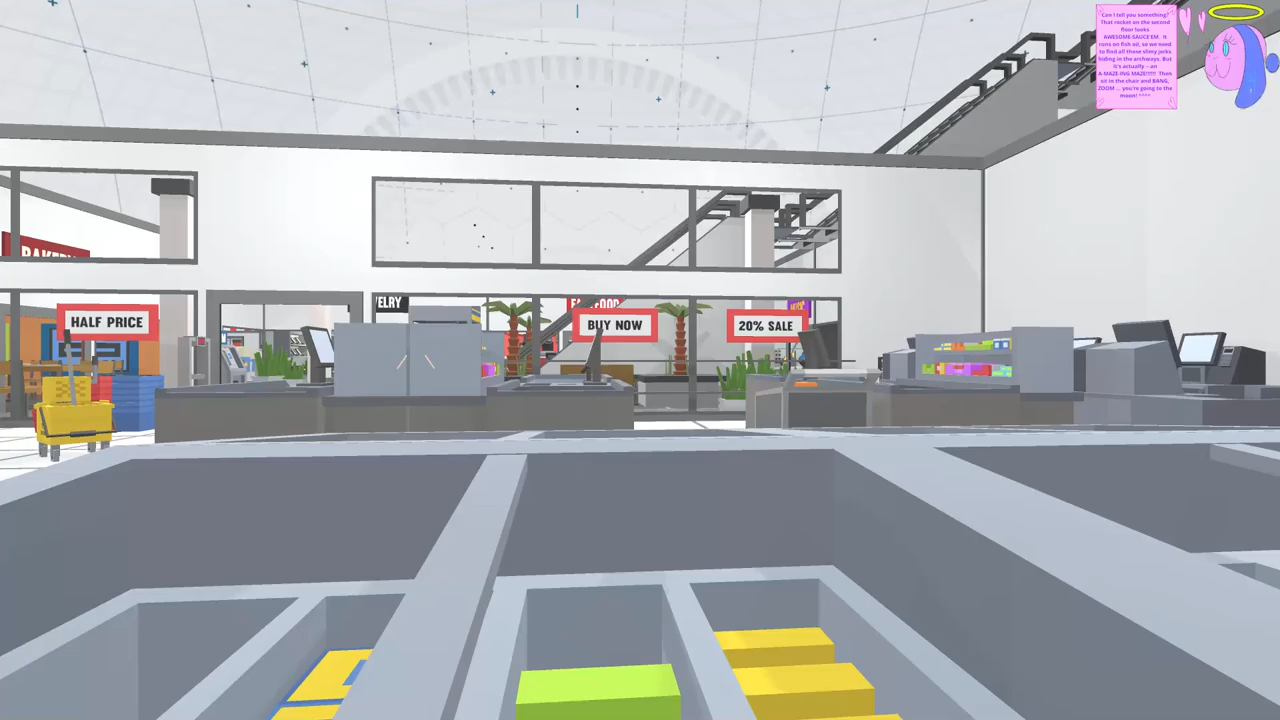 Can I tell you something?
That rocket on the second
floor looks
AWESOME-SAUCE'EM. It
runs on fish oil, so we need
to find all those slimy jerks
hiding in the archways. But
it's actually - an
A-MAZE-ING MAZE!!!!!! Then
sit in the chair and BANG,
ZOOM ... you're going to the
moon! ^^^^
BAKERY
HALF PRICE
ELRY
FAST FOOD
BUY NOW
20% SALE